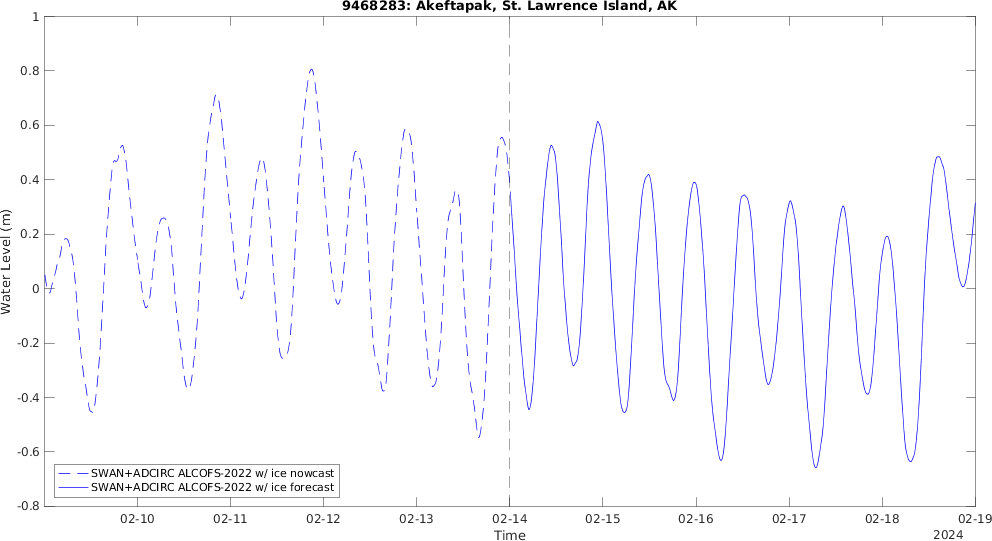 9468283: Akeftapak, St. Lawrence Island, AK
1
0.8
0.6
0.4
0.2
0
-0.2
-0.4
-0.6
-0.8
Water Level (m)
SWAN+ADCIRC ALCOFS-2022 w/ ice nowcast
SWAN+ADCIRC ALCOFS-2022 w/ ice forecast
02-10 02-11 02-12 02-13 02-14 02-15 02-16 02-17 02-18 02-19
Time
2024